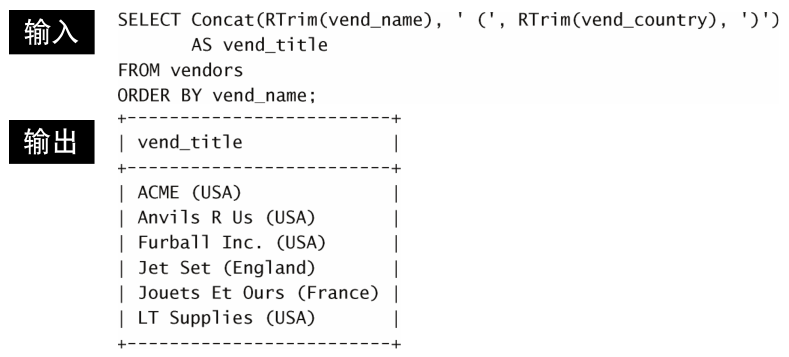 输入
SELECT Concat(RTrim(vend_name), ' (', RTrim(vend_country), ')')
       AS vend_title
FROM vendors
ORDER BY vend_name;
输出
+-------------------------+
| vend_title              |
+-------------------------+
| ACME (USA)              |
| Anvils R Us (USA)       |
| Furball Inc. (USA)      |
| Jet Set (England)       |
| Jouets Et Ours (France) |
| LT Supplies (USA)       |
+-------------------------+